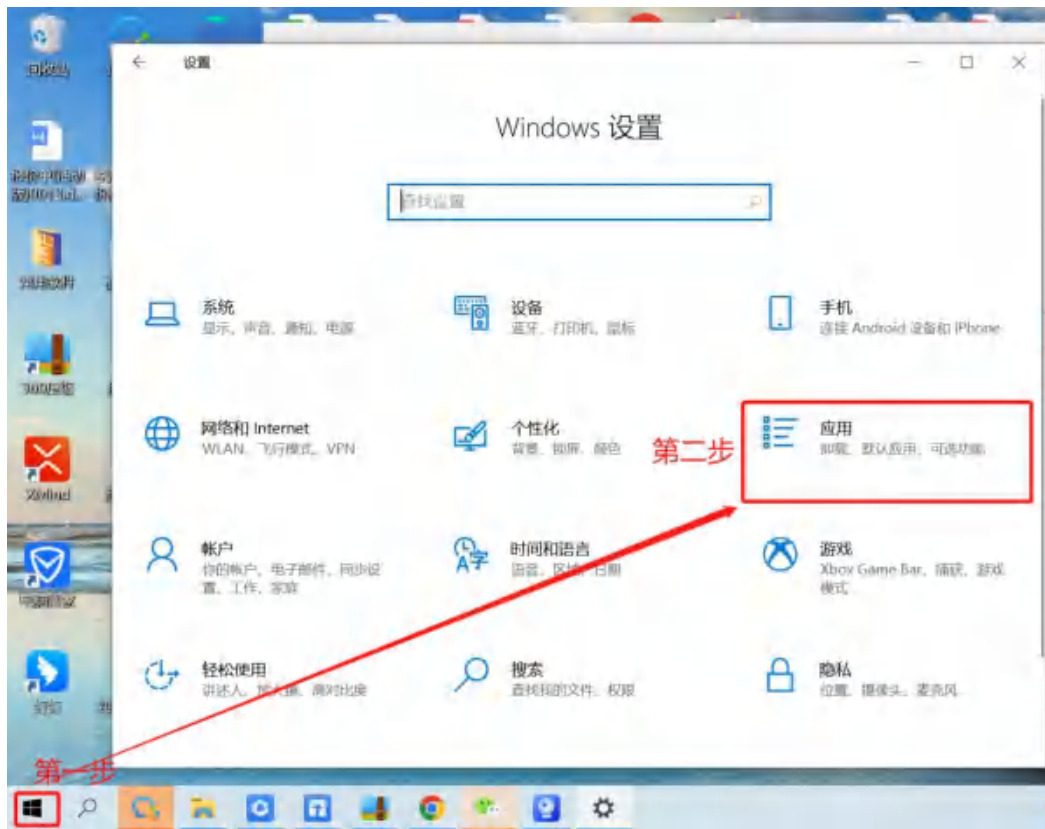 设置
Windows 设置
查找设置
系统
显示、声音、通知、电源
设备
蓝牙、打印机、鼠标
手机
连接 Android 设备和 iPhone
网络和 Internet
WLAN、飞行模式、VPN
个性化
背景、锁屏、颜色
第二步
应用
卸载、默认应用、可选功能
帐户
你的帐户、电子邮件、同步设
置、工作、家庭
时间和语言
语音、区域、日期
游戏
Xbox Game Bar、捕获、游戏
模式
轻松使用
讲述人、放大镜、高对比度
搜索
查找我的文件、权限
隐私
位置、摄像头、麦克风
回收站
XMind
钉钉
第一步